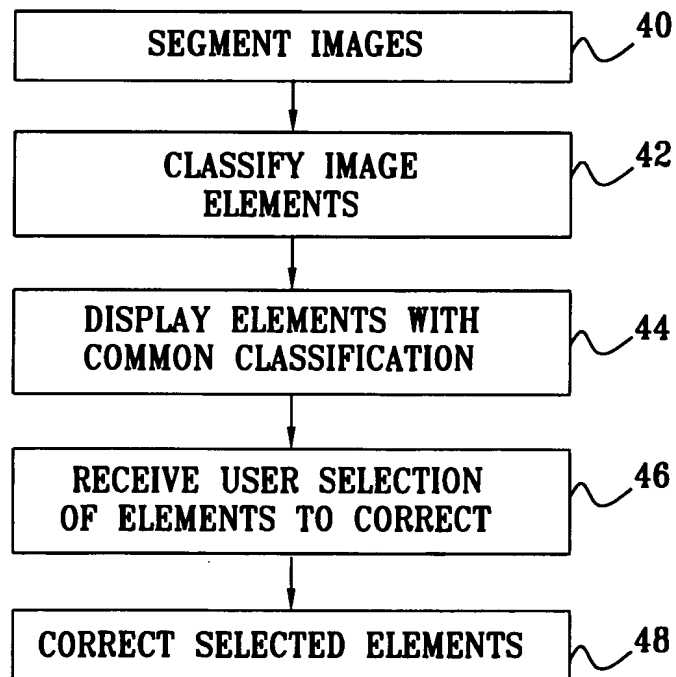 SEGMENT IMAGES
40
CLASSIFY IMAGE
ELEMENTS
42
DISPLAY ELEMENTS WITH
COMMON CLASSIFICATION
44
RECEIVE USER SELECTION
OF ELEMENTS TO CORRECT
46
CORRECT SELECTED ELEMENTS
48